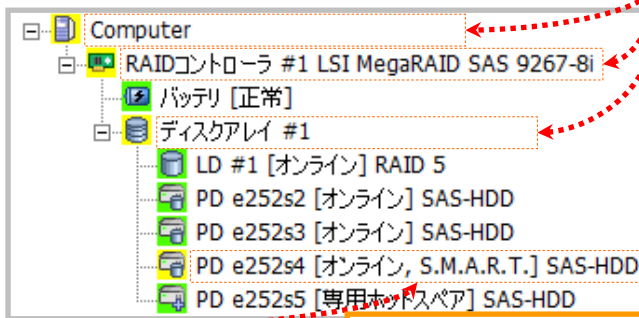 Computer
RAIDコントローラ #1 LSI MegaRAID SAS 9267-8i
バッテリ [正常]
ディスクアレイ #1
LD #1 [オンライン] RAID 5
PD e252s2 [オンライン] SAS-HDD
PD e252s3 [オンライン] SAS-HDD
PD e252s4 [オンライン, S.M.A.R.T.] SAS-HDD
PD e252s5 [専用ホットスペア] SAS-HDD